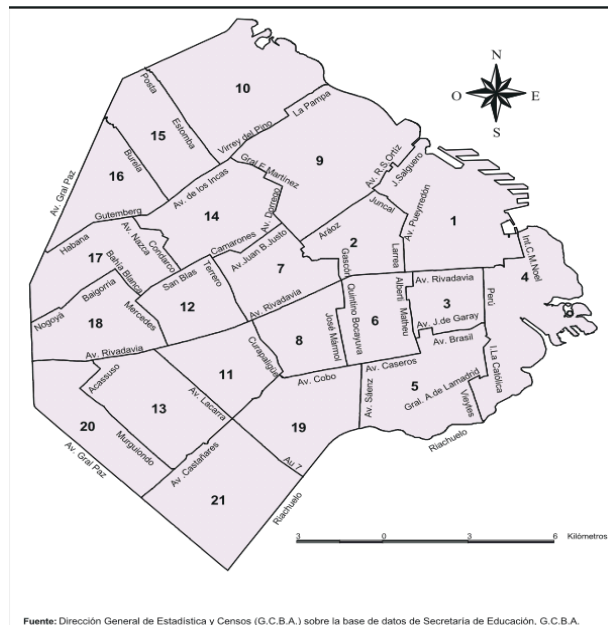 N
O
E
S
10
Posta
Estomba
15
La Pampa
Virrey del Pino
Burela
16
Av. Gral Paz
9
Gral.E.Martínez
Av. R.S.Ortíz
J.Salguero
Av. de los Incas
Juncal
Av. Pueyrredón
1
Gutemberg
14
Av. Dorrego
Habana
Av. Nazca
Condarco
Camarones
Av.Juan B.Justo
Aráoz
2
Larrea
Int.C.M.Noel
17
Bahía Blanca
San Blas
Terrero
7
Gascón
4
Baigorria
Mercedes
12
Av. Rivadavia
Quintino Bocayuva
Alberti
Matheu
Av. Rivadavia
3
Perú
Nogoyá
18
José Mármol
8
6
Av. J.de Garay
Av. Brasil
Av. Rivadavia
Acassuso
11
Curapaligüe
Av. Cobo
Av. Caseros
I.La Católica
5
Gral. A.de Lamadrid
Vieytes
13
Av. Lacarra
19
Av. Sáenz
20
Murguiondo
Av. Gral Paz
Av .Castañares
Au 7
Riachuelo
21
Riachuelo
3 0 3 6 Kilómetros
Fuente: Dirección General de Estadística y Censos (G.C.B.A.) sobre la base de datos de Secretaría de Educación, G.C.B.A.